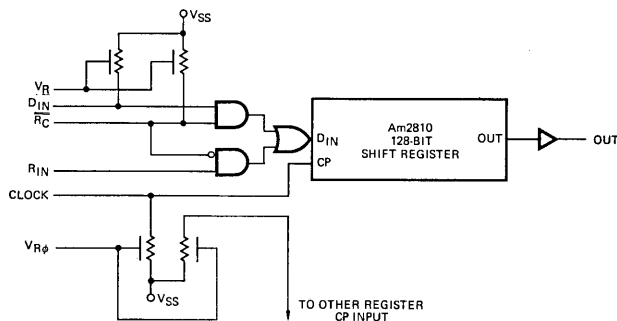 VSS
VR
DIN
RC
RIN
CLOCK
VRφ
VSS
DIN
CP
Am2810
128-BIT
SHIFT REGISTER
OUT
OUT
TO OTHER REGISTER
CP INPUT